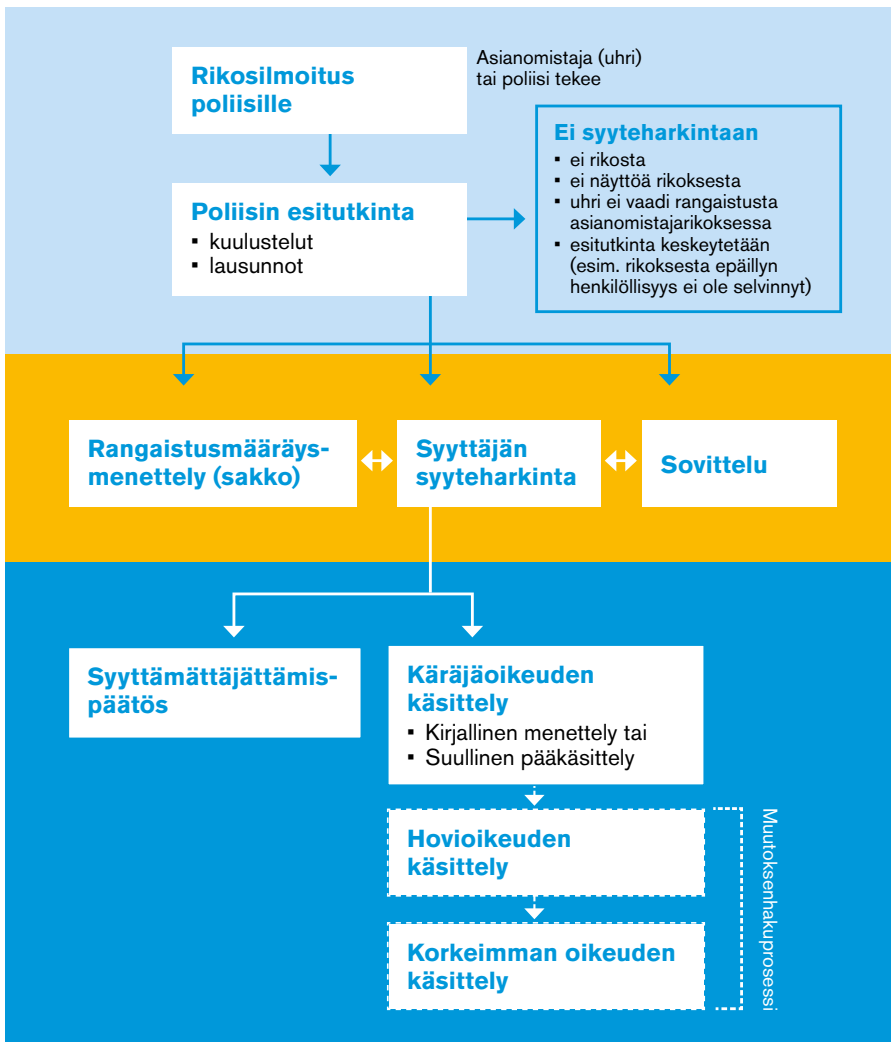 Rikosilmoitus
poliisille
Asianomistaja (uhri)
tai poliisi tekee
Ei syyteharkintaan
▪ ei rikosta
▪ ei näyttöä rikoksesta
▪ uhri ei vaadi rangaistusta
asianomistajarikoksessa
▪ esitutkinta keskeytetään
(esim. rikoksesta epäillyn
henkilöllisyys ei ole selvinnyt)
Poliisin esitutkinta
▪ kuulustelut
▪ lausunnot
Rangaistusmääräys-
menettely (sakko)
Syyttäjän
syyteharkinta
Sovittelu
Syyttämättäjättämis-
päätös
Käräjäoikeuden
käsittely
▪ Kirjallinen menettely tai
▪ Suullinen pääkäsittely
Hovioikeuden
käsittely
Korkeimman oikeuden
käsittely
Muutoksenhakuprosessi